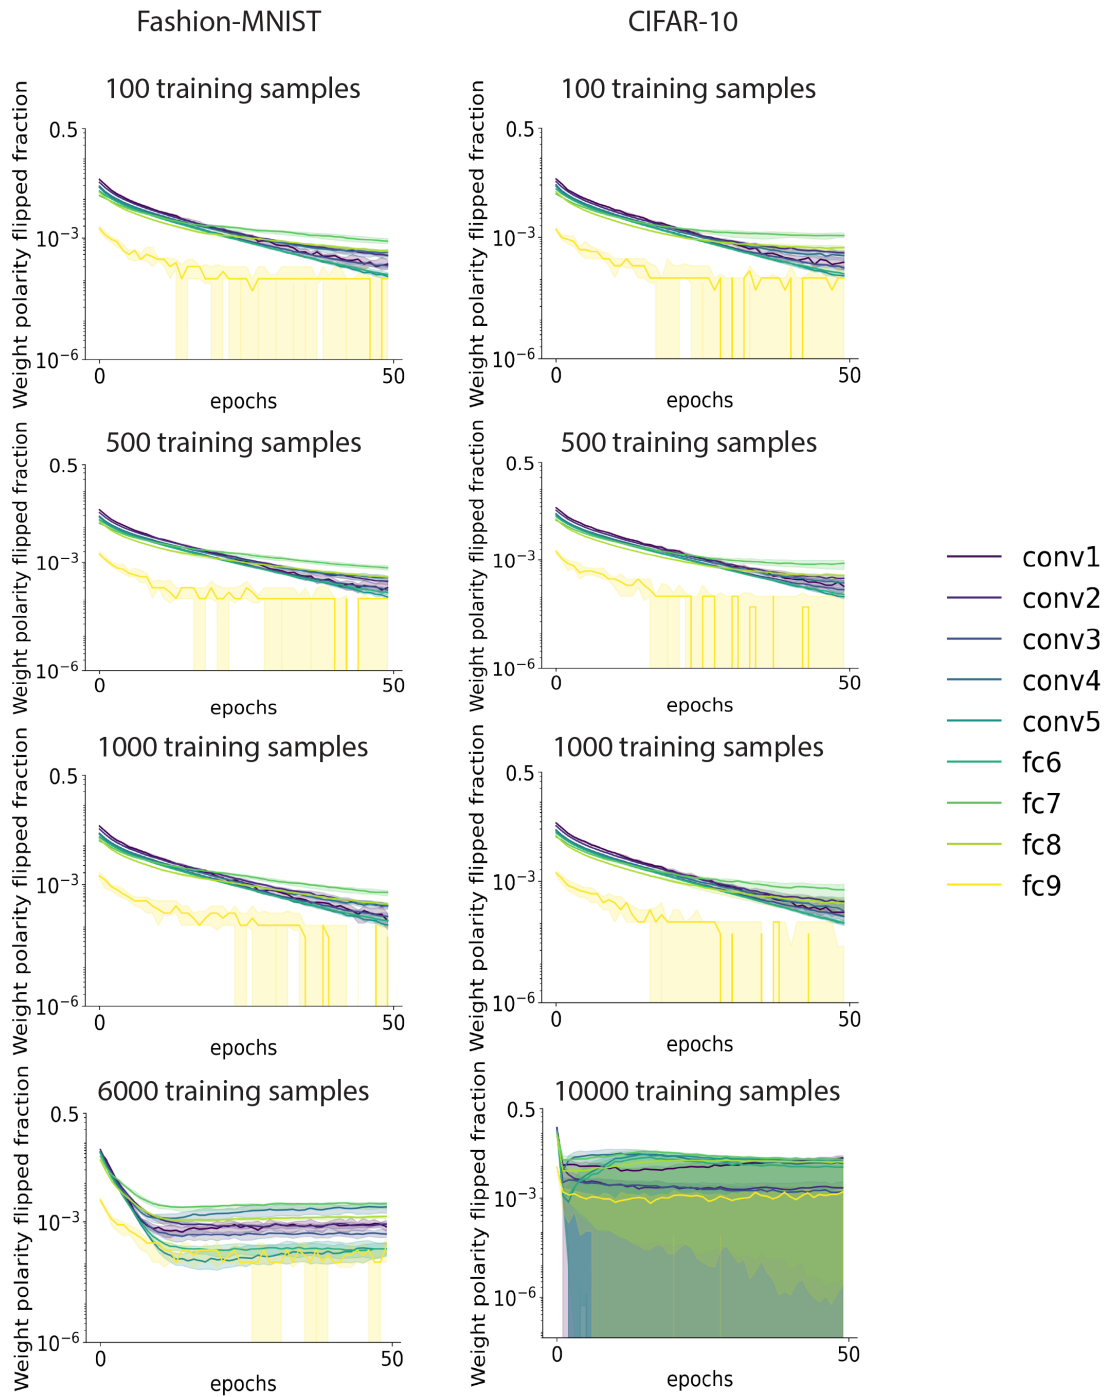 Fashion-MNIST
CIFAR-10
100 training samples
Weight polarity flipped fraction
0.5
10−3
10−6
0
50
epochs
100 training samples
Weight polarity flipped fraction
0.5
10−3
10−6
0
50
epochs
500 training samples
Weight polarity flipped fraction
0.5
10−3
10−6
0
50
epochs
500 training samples
Weight polarity flipped fraction
0.5
10−3
10−6
0
50
epochs
1000 training samples
Weight polarity flipped fraction
0.5
10−3
10−6
0
50
epochs
1000 training samples
Weight polarity flipped fraction
0.5
10−3
10−6
0
50
epochs
6000 training samples
Weight polarity flipped fraction
0.5
10−3
10−6
0
50
epochs
10000 training samples
Weight polarity flipped fraction
0.5
10−3
10−6
0
50
epochs
conv1
conv2
conv3
conv4
conv5
fc6
fc7
fc8
fc9